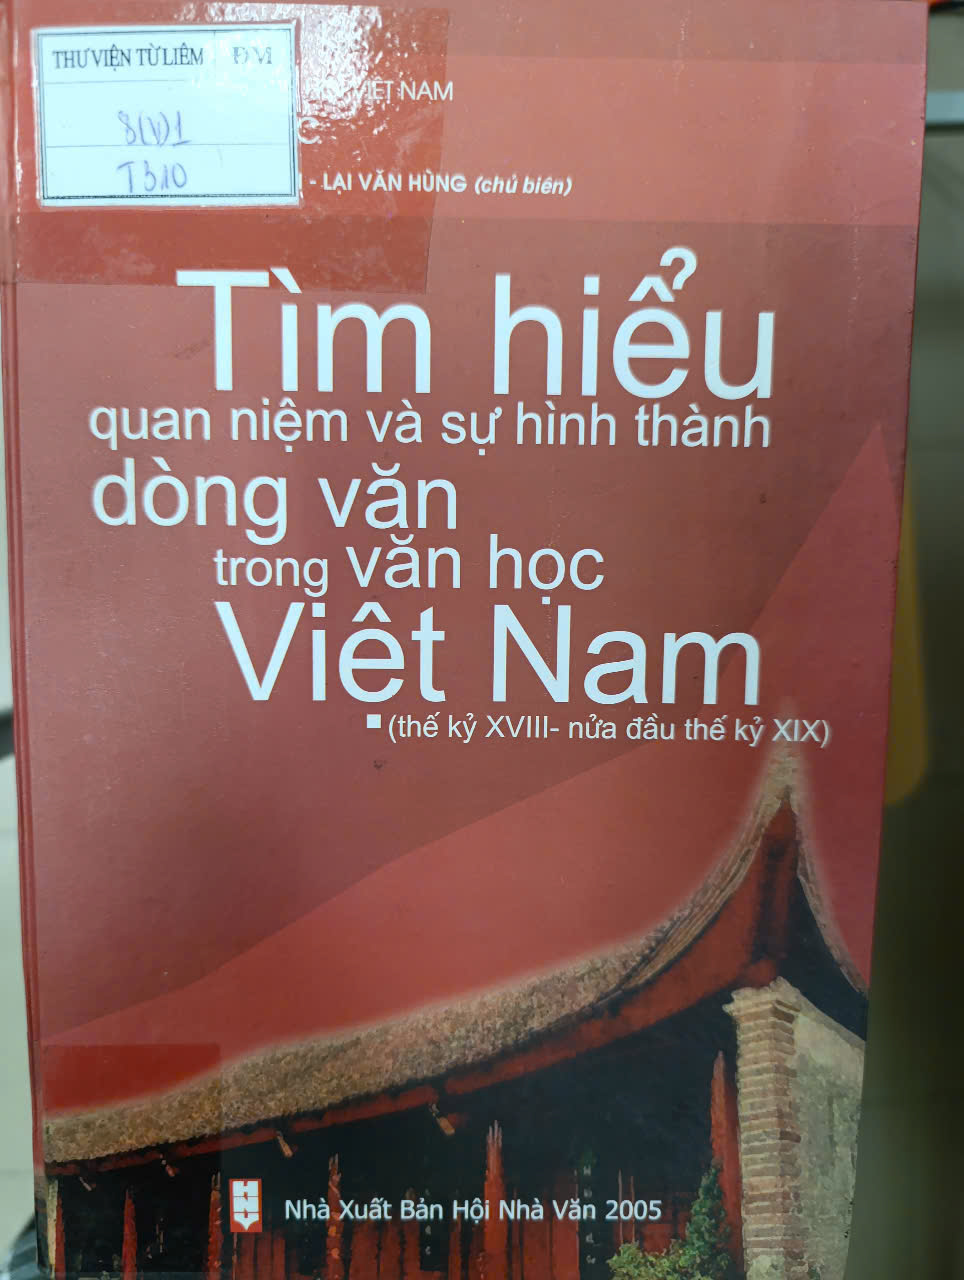 THƯ VIỆN TỪ LIÊM ĐM
8(V)1
T310
VIỆT NAM
C
- LẠI VĂN HÙNG (chủ biên)
Tìm hiểu
quan niệm và sự hình thành
dòng văn
trong văn học
Việt Nam
(thế kỷ XVIII- nửa đầu thế kỷ XIX)
HNV
Nhà Xuất Bản Hội Nhà Văn 2005